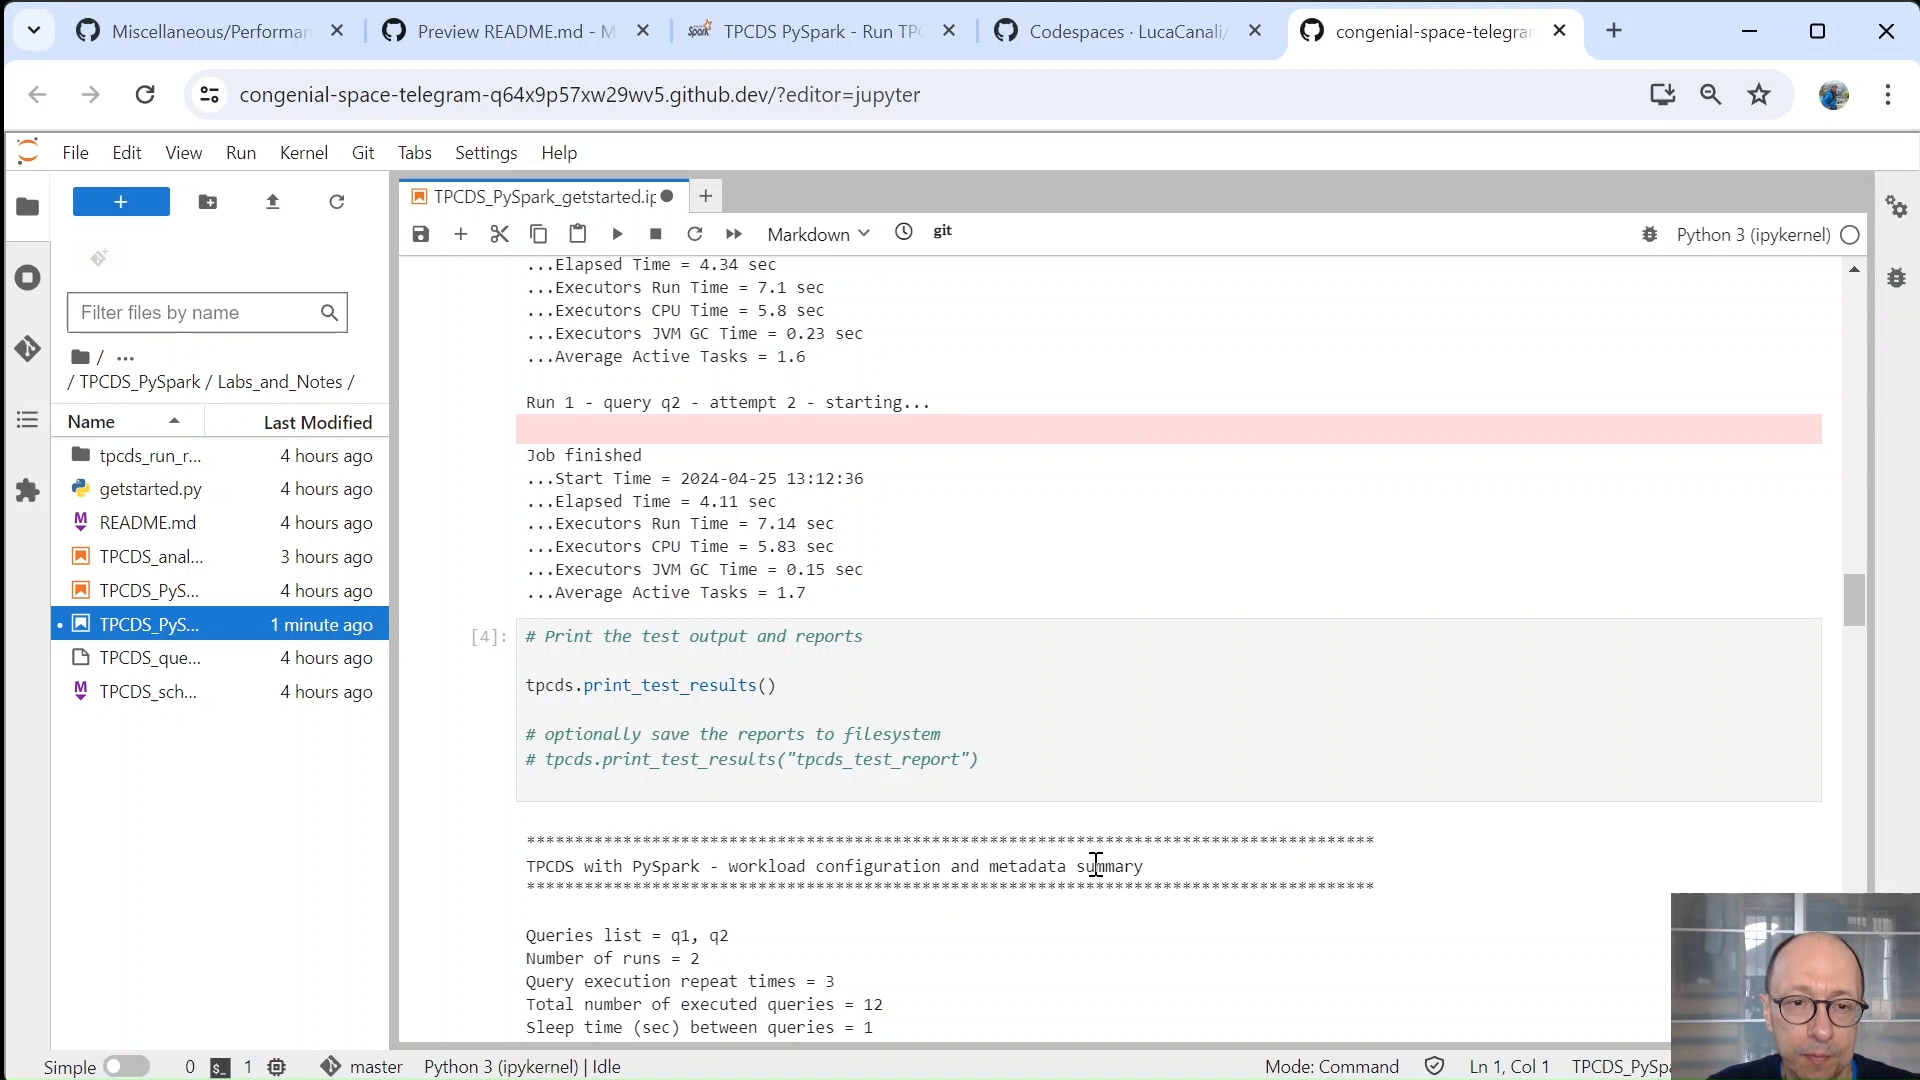 Miscellaneous/Performan
Preview README.md - M
Spark
TPCDS PySpark - Run TPC
Codespaces · LucaCanali/
congenial-space-telegram
congenial-space-telegram-q64x9p57xw29wv5.github.dev/?editor=jupyter
File Edit View Run Kernel Git Tabs Settings Help
TPCDS_PySpark_getstarted.ip
Markdown
git
Python 3 (ipykernel)
Filter files by name
/ ...
/ TPCDS_PySpark / Labs_and_Notes /
Name Last Modified
tpcds_run_r... 4 hours ago
getstarted.py 4 hours ago
README.md 4 hours ago
TPCDS_anal... 3 hours ago
TPCDS_PyS... 4 hours ago
TPCDS_PyS... 1 minute ago
TPCDS_que... 4 hours ago
TPCDS_sch... 4 hours ago
...Elapsed Time = 4.34 sec
...Executors Run Time = 7.1 sec
...Executors CPU Time = 5.8 sec
...Executors JVM GC Time = 0.23 sec
...Average Active Tasks = 1.6
Run 1 - query q2 - attempt 2 - starting...
Job finished
...Start Time = 2024-04-25 13:12:36
...Elapsed Time = 4.11 sec
...Executors Run Time = 7.14 sec
...Executors CPU Time = 5.83 sec
...Executors JVM GC Time = 0.15 sec
...Average Active Tasks = 1.7
[4]: # Print the test output and reports
tpcds.print_test_results()
# optionally save the reports to filesystem
# tpcds.print_test_results("tpcds_test_report")
****************************************************************************************
TPCDS with PySpark - workload configuration and metadata summary
****************************************************************************************
Queries list = q1, q2
Number of runs = 2
Query execution repeat times = 3
Total number of executed queries = 12
Sleep time (sec) between queries = 1
Simple 0 $_ 1 master Python 3 (ipykernel) | Idle Mode: Command Ln 1, Col 1 TPCDS_PySpa